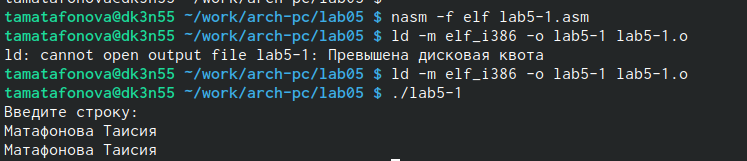 tamatafonova@dk3n55 ~/work/arch-pc/lab05 $ nasm -f elf lab5-1.asm
tamatafonova@dk3n55 ~/work/arch-pc/lab05 $ ld -m elf_i386 -o lab5-1 lab5-1.o
ld: cannot open output file lab5-1: Превышена дисковая квота
tamatafonova@dk3n55 ~/work/arch-pc/lab05 $ ld -m elf_i386 -o lab5-1 lab5-1.o
tamatafonova@dk3n55 ~/work/arch-pc/lab05 $ ./lab5-1
Введите строку:
Матафонова Таисия
Матафонова Таисия